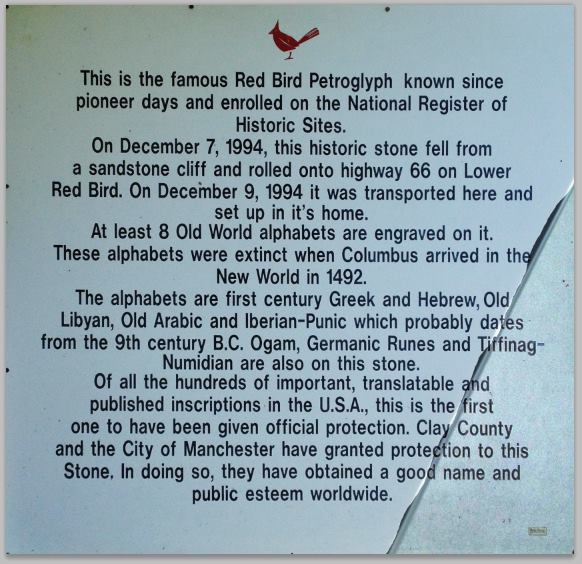 This is the famous Red Bird Petroglyph known since
pioneer days and enrolled on the National Register of
Historic Sites.
On December 7, 1994, this historic stone fell from
a sandstone cliff and rolled onto highway 66 on Lower
Red Bird. On December 9, 1994 it was transported here and
set up in it's home.
At least 8 Old World alphabets are engraved on it.
These alphabets were extinct when Columbus arrived in the
New World in 1492.
The alphabets are first century Greek and Hebrew, Old
Libyan, Old Arabic and Iberian-Punic which probably dates
from the 9th century B.C. Ogam, Germanic Runes and Tiffinag-
Numidian are also on this stone.
Of all the hundreds of important, translatable and
published inscriptions in the U.S.A., this is the first
one to have been given official protection. Clay County
and the City of Manchester have granted protection to this
Stone. In doing so, they have obtained a good name and
public esteem worldwide.